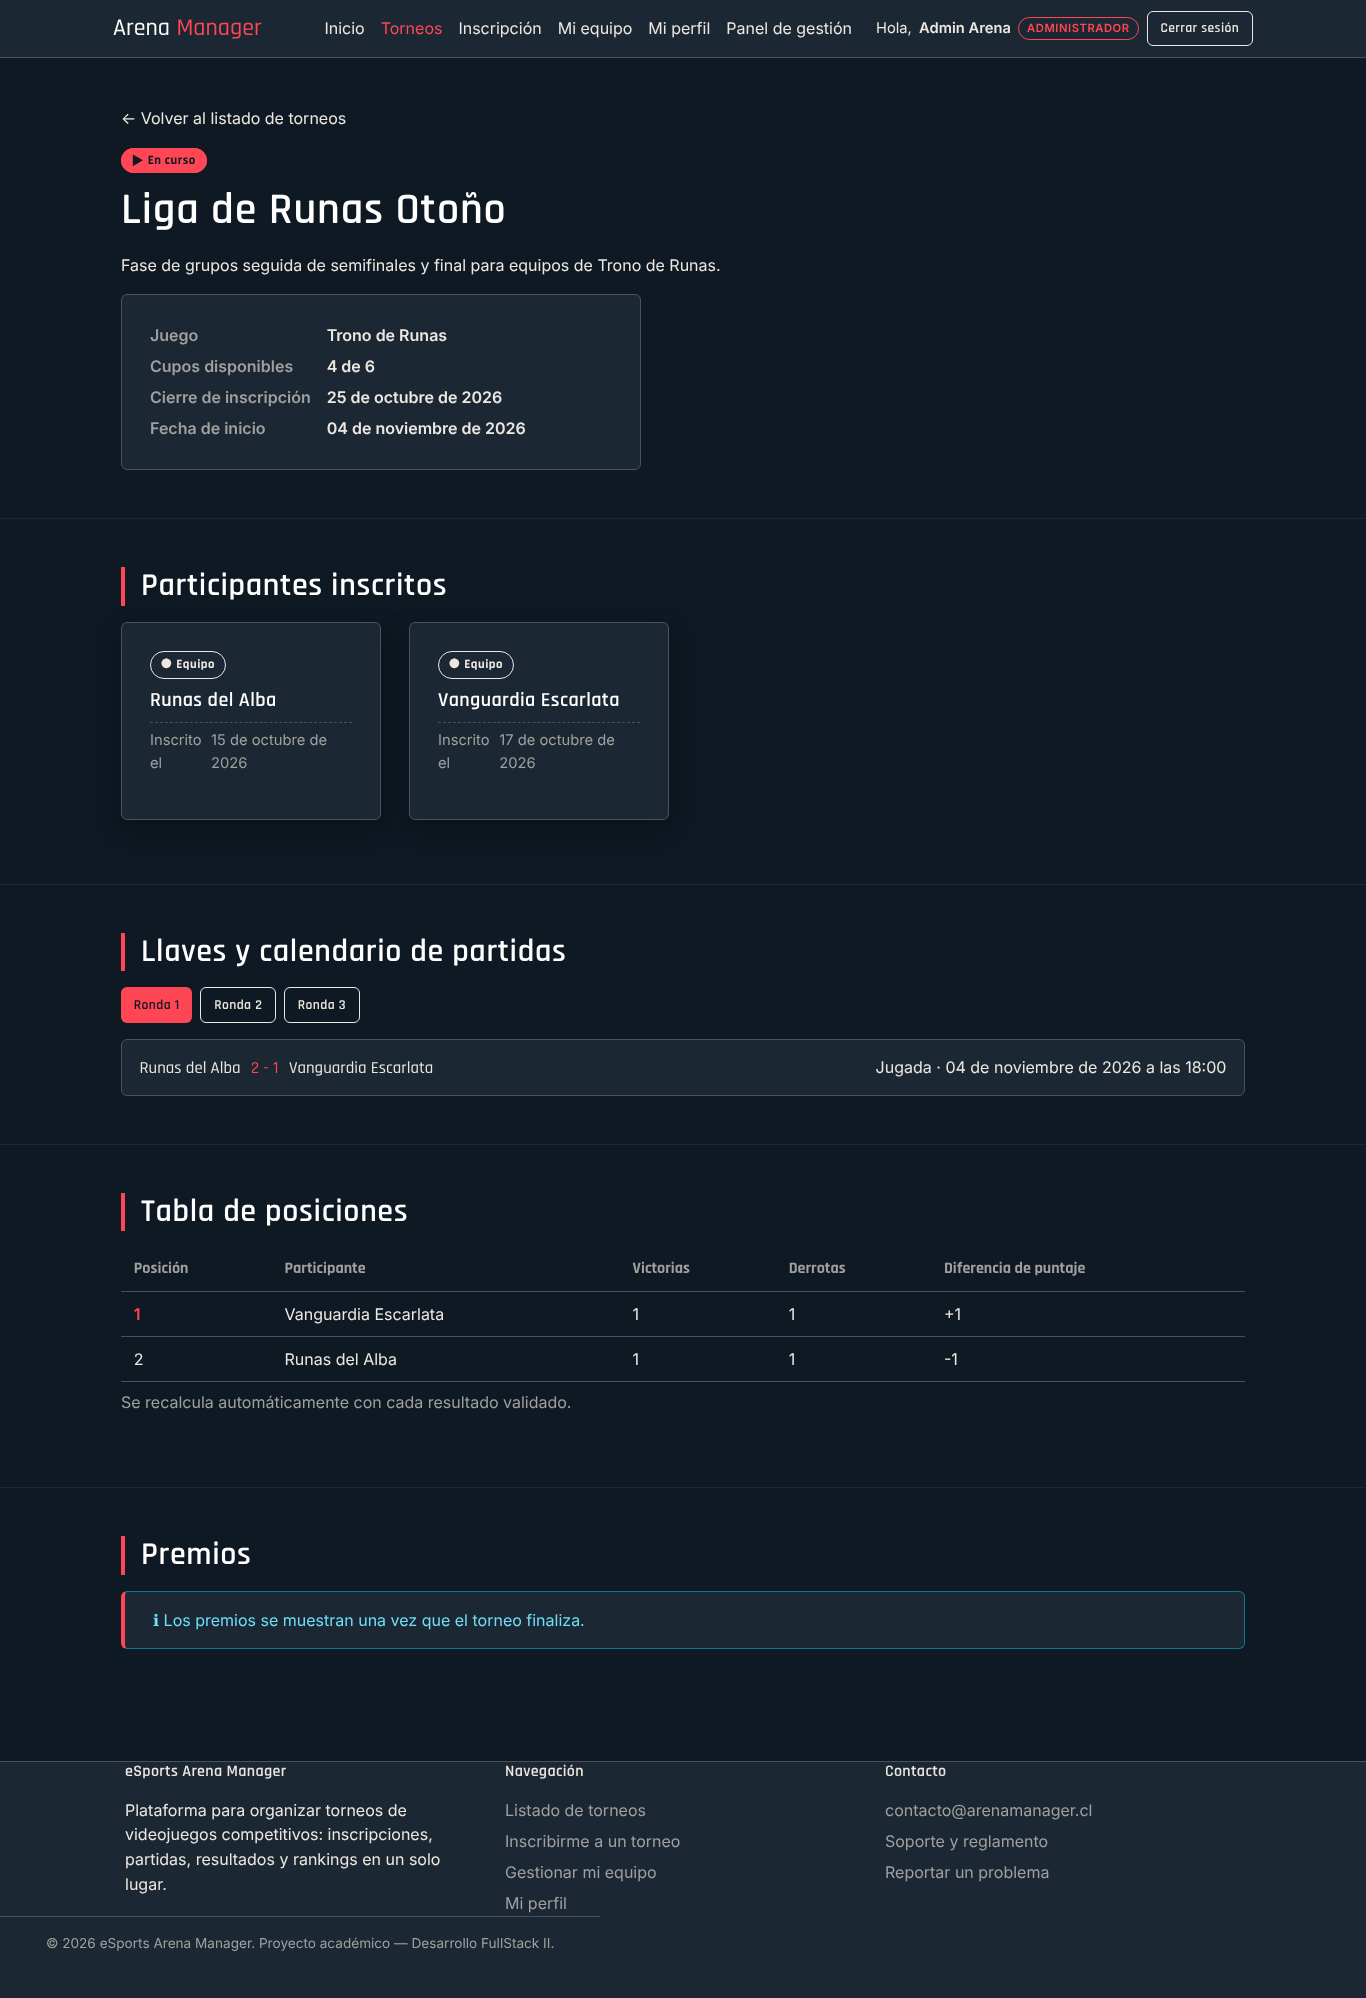 Arena Manager Inicio Torneos Inscripción Mi equipo Mi perfil Panel de gestión Hola, Admin Arena ADMINISTRADOR Cerrar sesión
← Volver al listado de torneos
▶ En curso
Liga de Runas Otoño
Fase de grupos seguida de semifinales y final para equipos de Trono de Runas.
Juego Trono de Runas
Cupos disponibles 4 de 6
Cierre de inscripción 25 de octubre de 2026
Fecha de inicio 04 de noviembre de 2026
Participantes inscritos
● Equipo
Runas del Alba
Inscrito el 15 de octubre de 2026
● Equipo
Vanguardia Escarlata
Inscrito el 17 de octubre de 2026
Llaves y calendario de partidas
Ronda 1 Ronda 2 Ronda 3
Runas del Alba 2 - 1 Vanguardia Escarlata Jugada · 04 de noviembre de 2026 a las 18:00
Tabla de posiciones
Posición Participante Victorias Derrotas Diferencia de puntaje
1 Vanguardia Escarlata 1 1 +1
2 Runas del Alba 1 1 -1
Se recalcula automáticamente con cada resultado validado.
Premios
ℹ Los premios se muestran una vez que el torneo finaliza.
eSports Arena Manager
Plataforma para organizar torneos de
videojuegos competitivos: inscripciones,
partidas, resultados y rankings en un solo
lugar.
Navegación
Listado de torneos
Inscribirme a un torneo
Gestionar mi equipo
Mi perfil
Contacto
contacto@arenamanager.cl
Soporte y reglamento
Reportar un problema
© 2026 eSports Arena Manager. Proyecto académico — Desarrollo FullStack II.